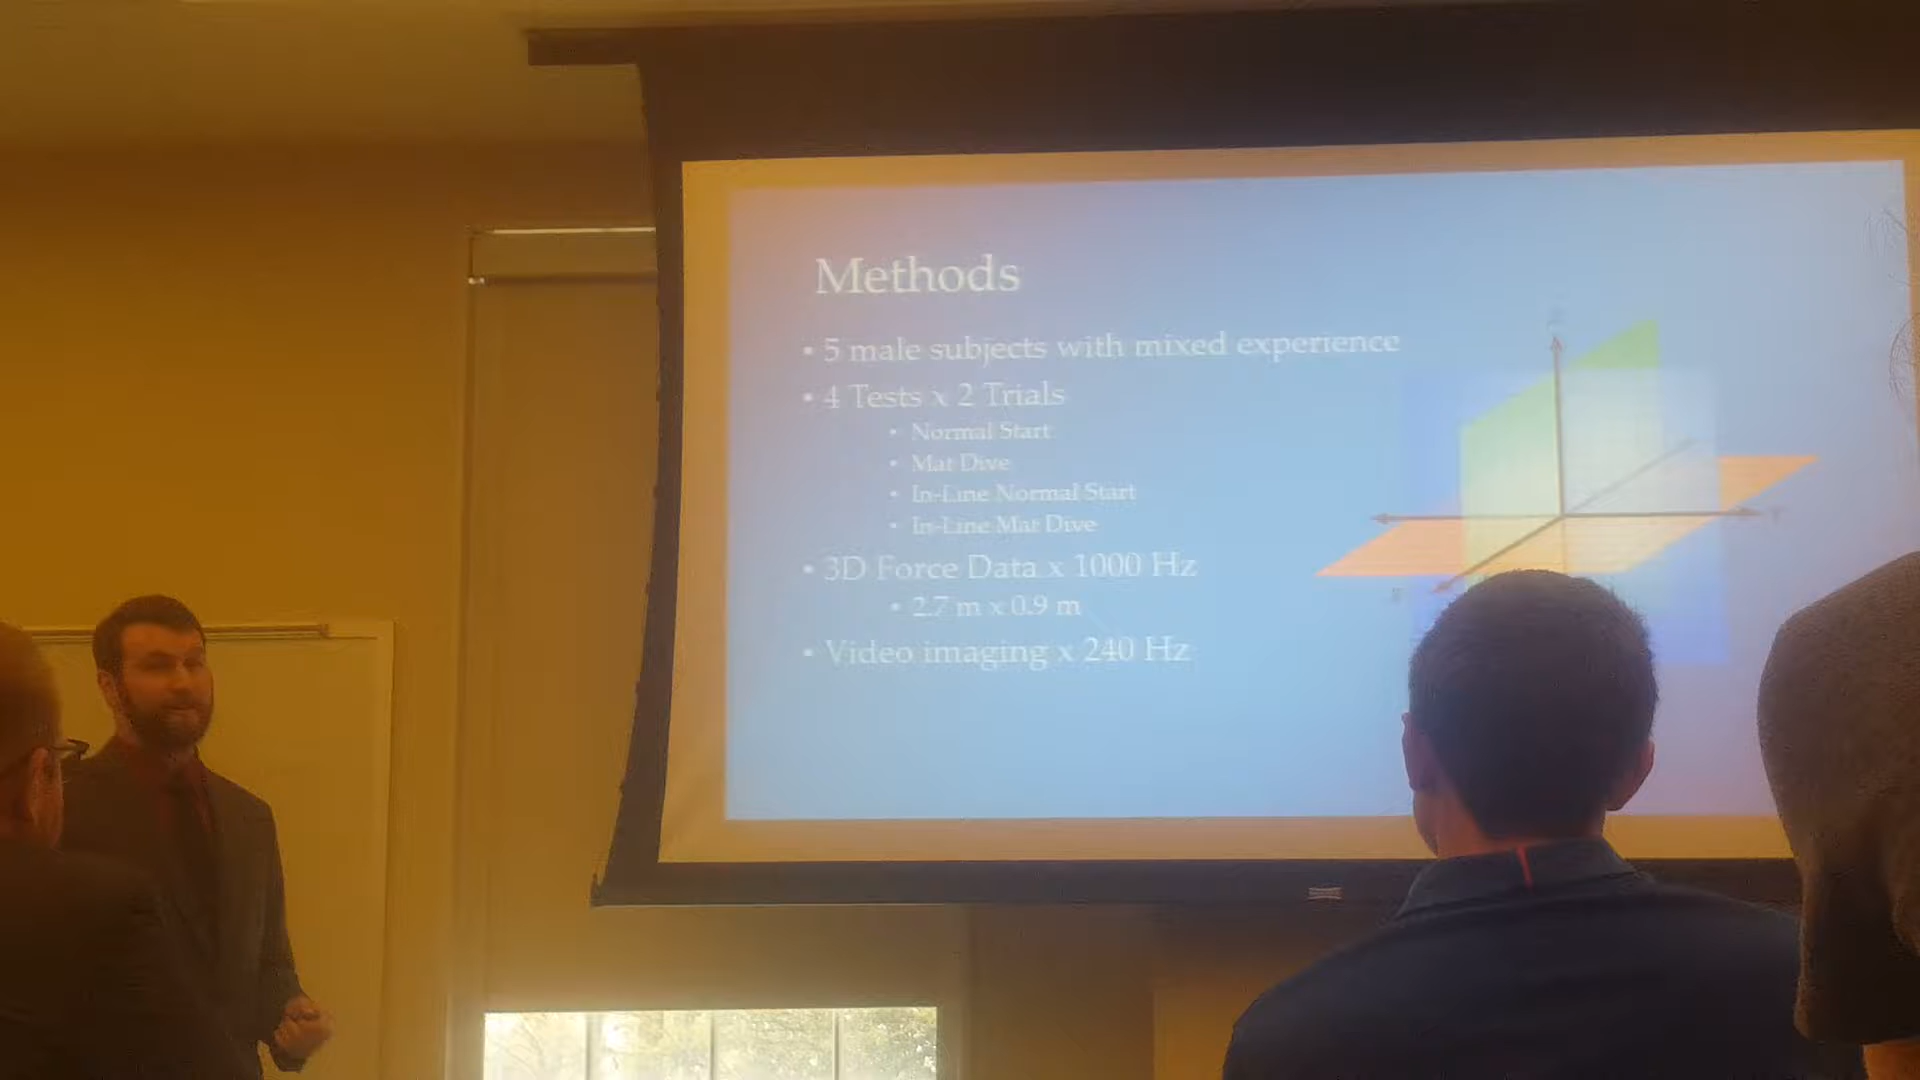 Methods
• 5 male subjects with mixed experience
• 4 Tests x 2 Trials
• Normal Start
• Mat Dive
• In-Line Normal Start
• In-Line Mat Dive
• 3D Force Data x 1000 Hz
• 2.7 m x 0.9 m
• Video imaging x 240 Hz